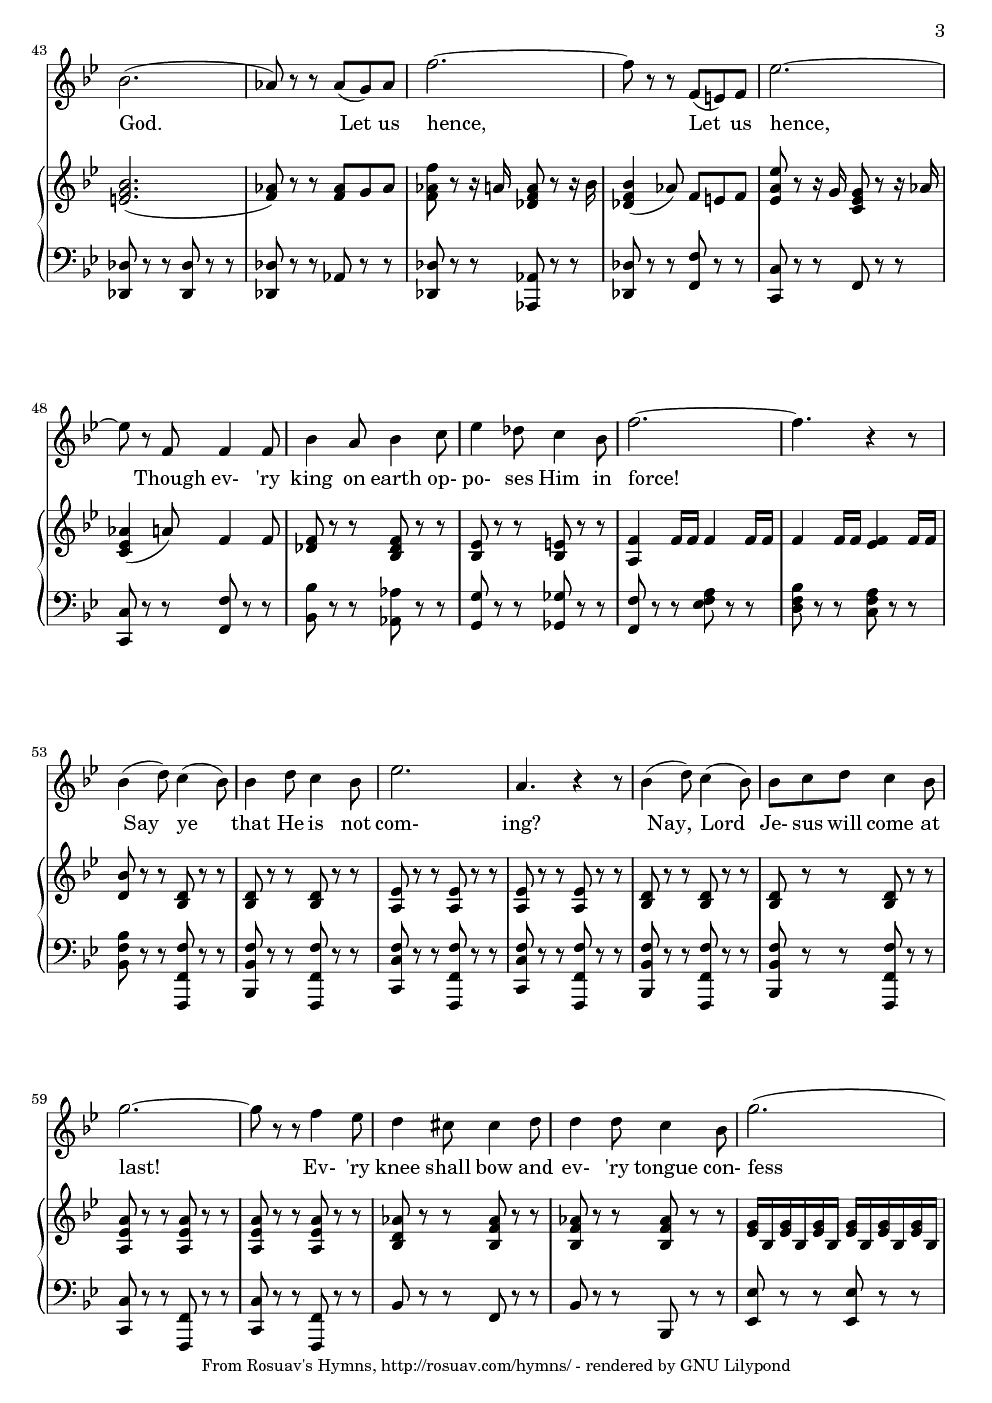 3
43
God. Let us hence, Let us hence,
48
Though ev- 'ry king on earth op- po- ses Him in force!
53
Say ye that He is not com- ing? Nay, Lord Je- sus will come at
59
last! Ev- 'ry knee shall bow and ev- 'ry tongue con- fess
From Rosuav's Hymns, http://rosuav.com/hymns/ - rendered by GNU Lilypond